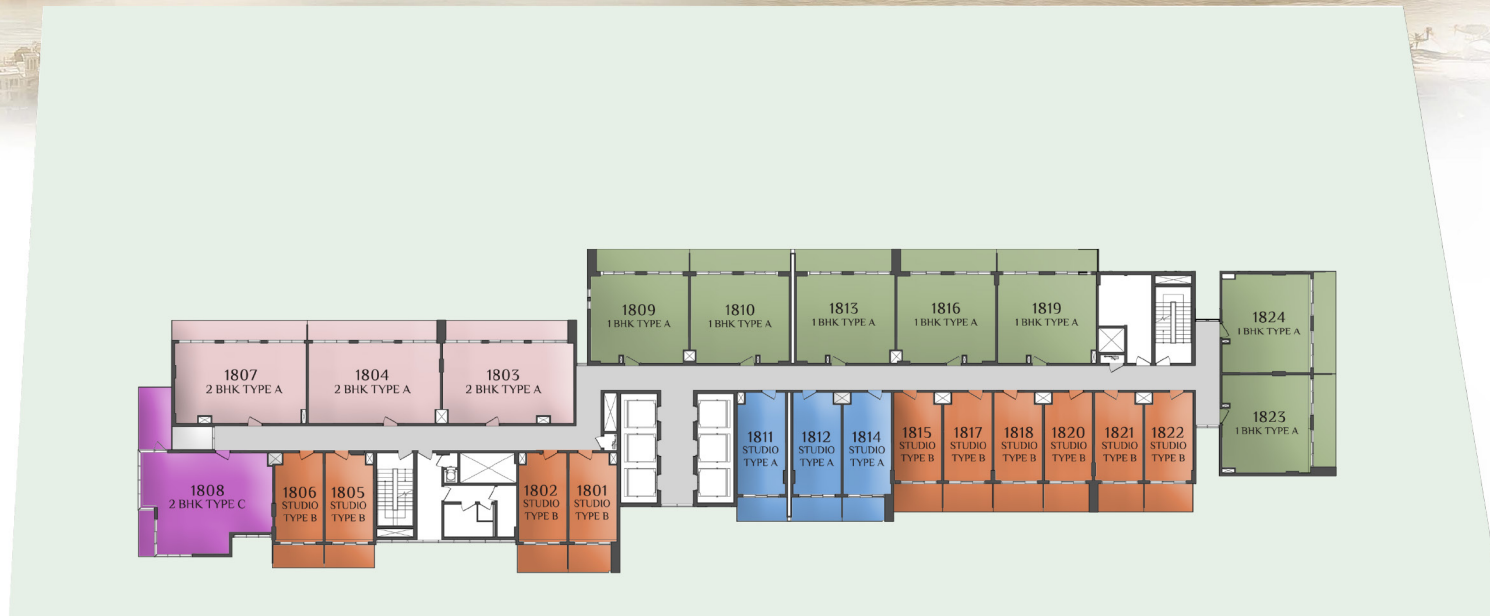 1809
1 BHK TYPE A
1810
1 BHK TYPE A
1813
1 BHK TYPE A
1816
1 BHK TYPE A
1819
1 BHK TYPE A
1824
1 BHK TYPE A
1807
2 BHK TYPE A
1804
2 BHK TYPE A
1803
2 BHK TYPE A
1823
1 BHK TYPE A
1811
STUDIO
TYPE A
1812
STUDIO
TYPE A
1814
STUDIO
TYPE A
1815
STUDIO
TYPE B
1817
STUDIO
TYPE B
1818
STUDIO
TYPE B
1820
STUDIO
TYPE B
1821
STUDIO
TYPE B
1822
STUDIO
TYPE B
1808
2 BHK TYPE C
1806
STUDIO
TYPE B
1805
STUDIO
TYPE B
1802
STUDIO
TYPE B
1801
STUDIO
TYPE B